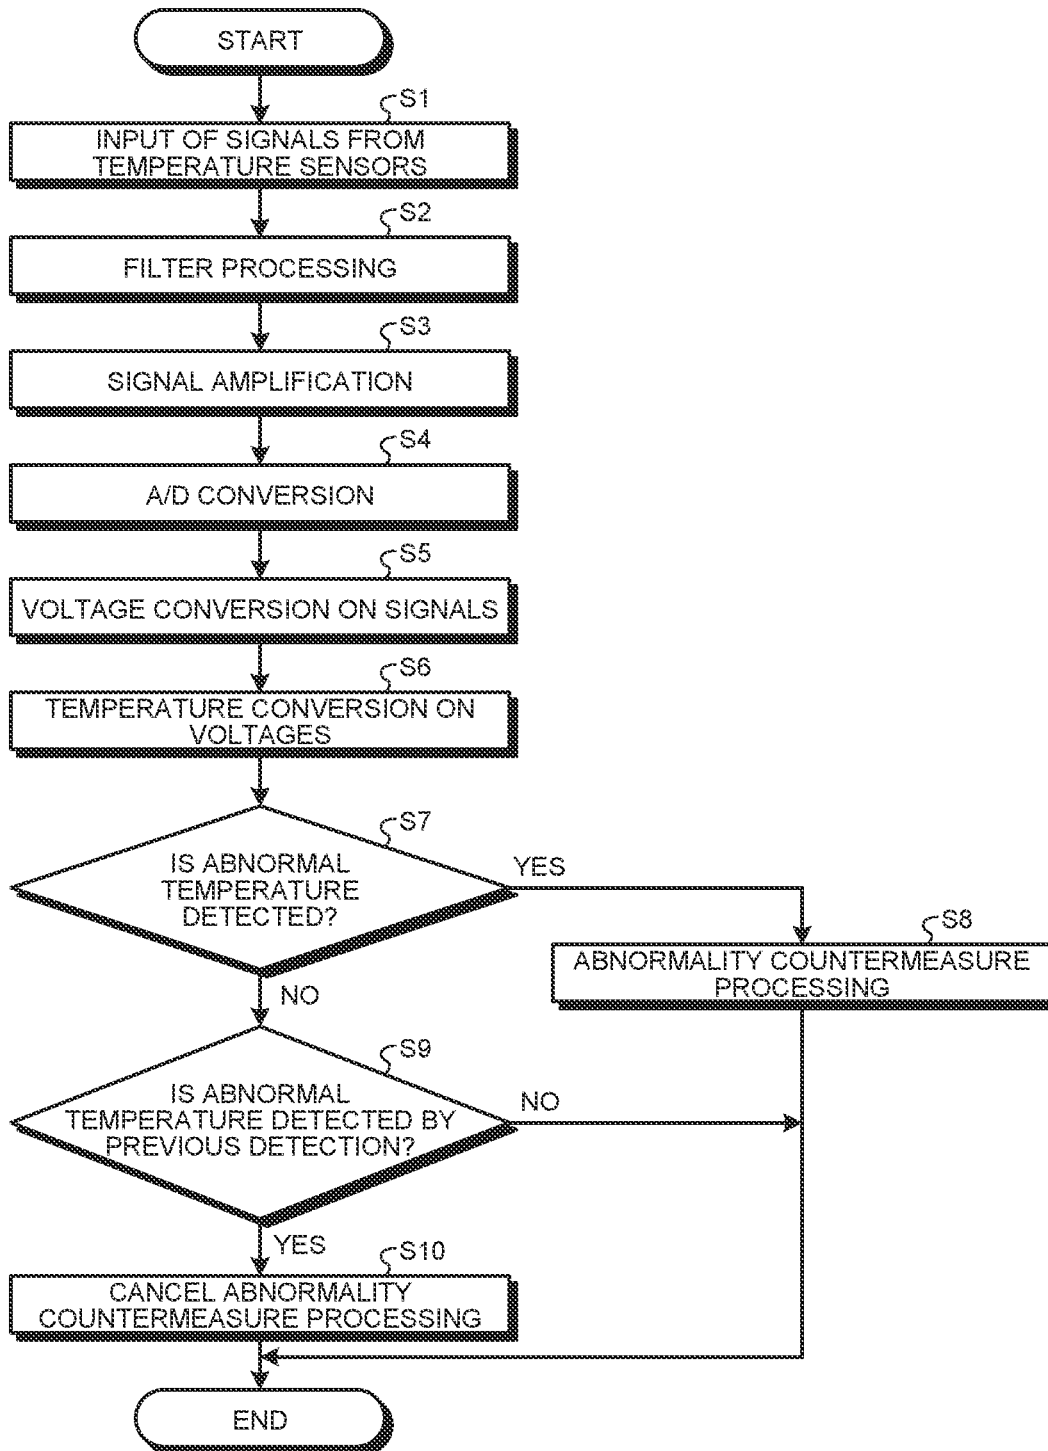 START
S1
INPUT OF SIGNALS FROM
TEMPERATURE SENSORS
S2
FILTER PROCESSING
S3
SIGNAL AMPLIFICATION
S4
A/D CONVERSION
S5
VOLTAGE CONVERSION ON SIGNALS
S6
TEMPERATURE CONVERSION ON
VOLTAGES
S7
IS ABNORMAL
TEMPERATURE
DETECTED?
YES
S8
ABNORMALITY COUNTERMEASURE
PROCESSING
NO
S9
IS ABNORMAL
TEMPERATURE DETECTED BY
PREVIOUS DETECTION?
NO
YES
S10
CANCEL ABNORMALITY
COUNTERMEASURE PROCESSING
END